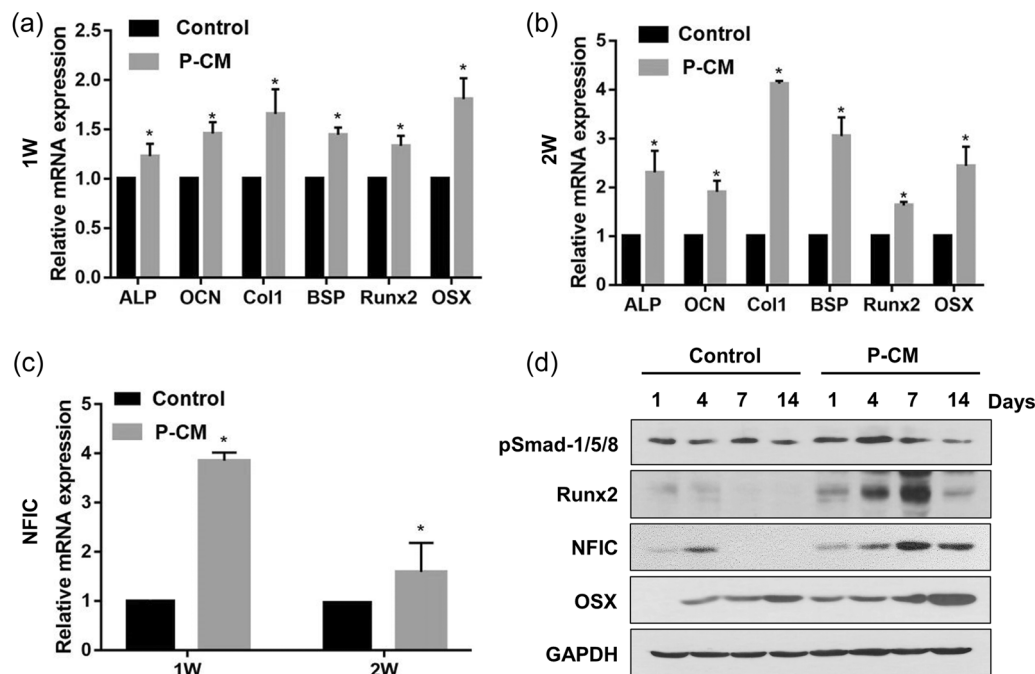 (a)
1W
Relative mRNA expression
2.5
2.0
1.5
1.0
0.5
0.0
Control
P-CM
* * * * * *
ALP OCN Col1 BSP Runx2 OSX
(b)
2W
Relative mRNA expression
5
4
3
2
1
0
Control
P-CM
* * * * * *
ALP OCN Col1 BSP Runx2 OSX
(c)
NFIC
Relative mRNA expression
5
4
3
2
1
0
Control
P-CM
* *
1W 2W
(d)
Control P-CM
1 4 7 14 1 4 7 14 Days
pSmad-1/5/8
Runx2
NFIC
OSX
GAPDH